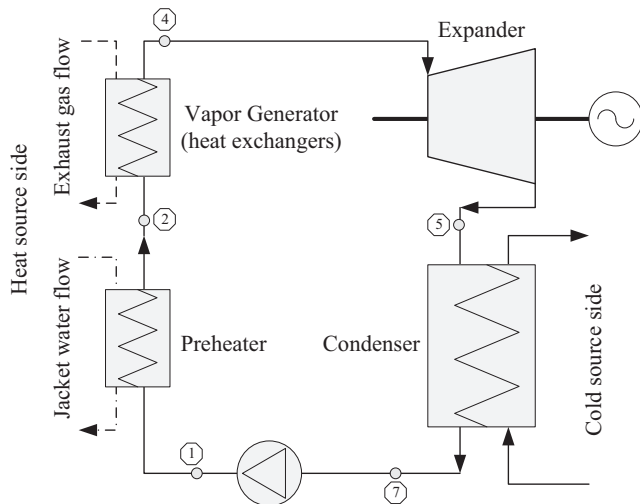 4
Expander
Exhaust gas flow
Vapor Generator
(heat exchangers)
Heat source side
2
5
Jacket water flow
Preheater
Condenser
Cold source side
1
7